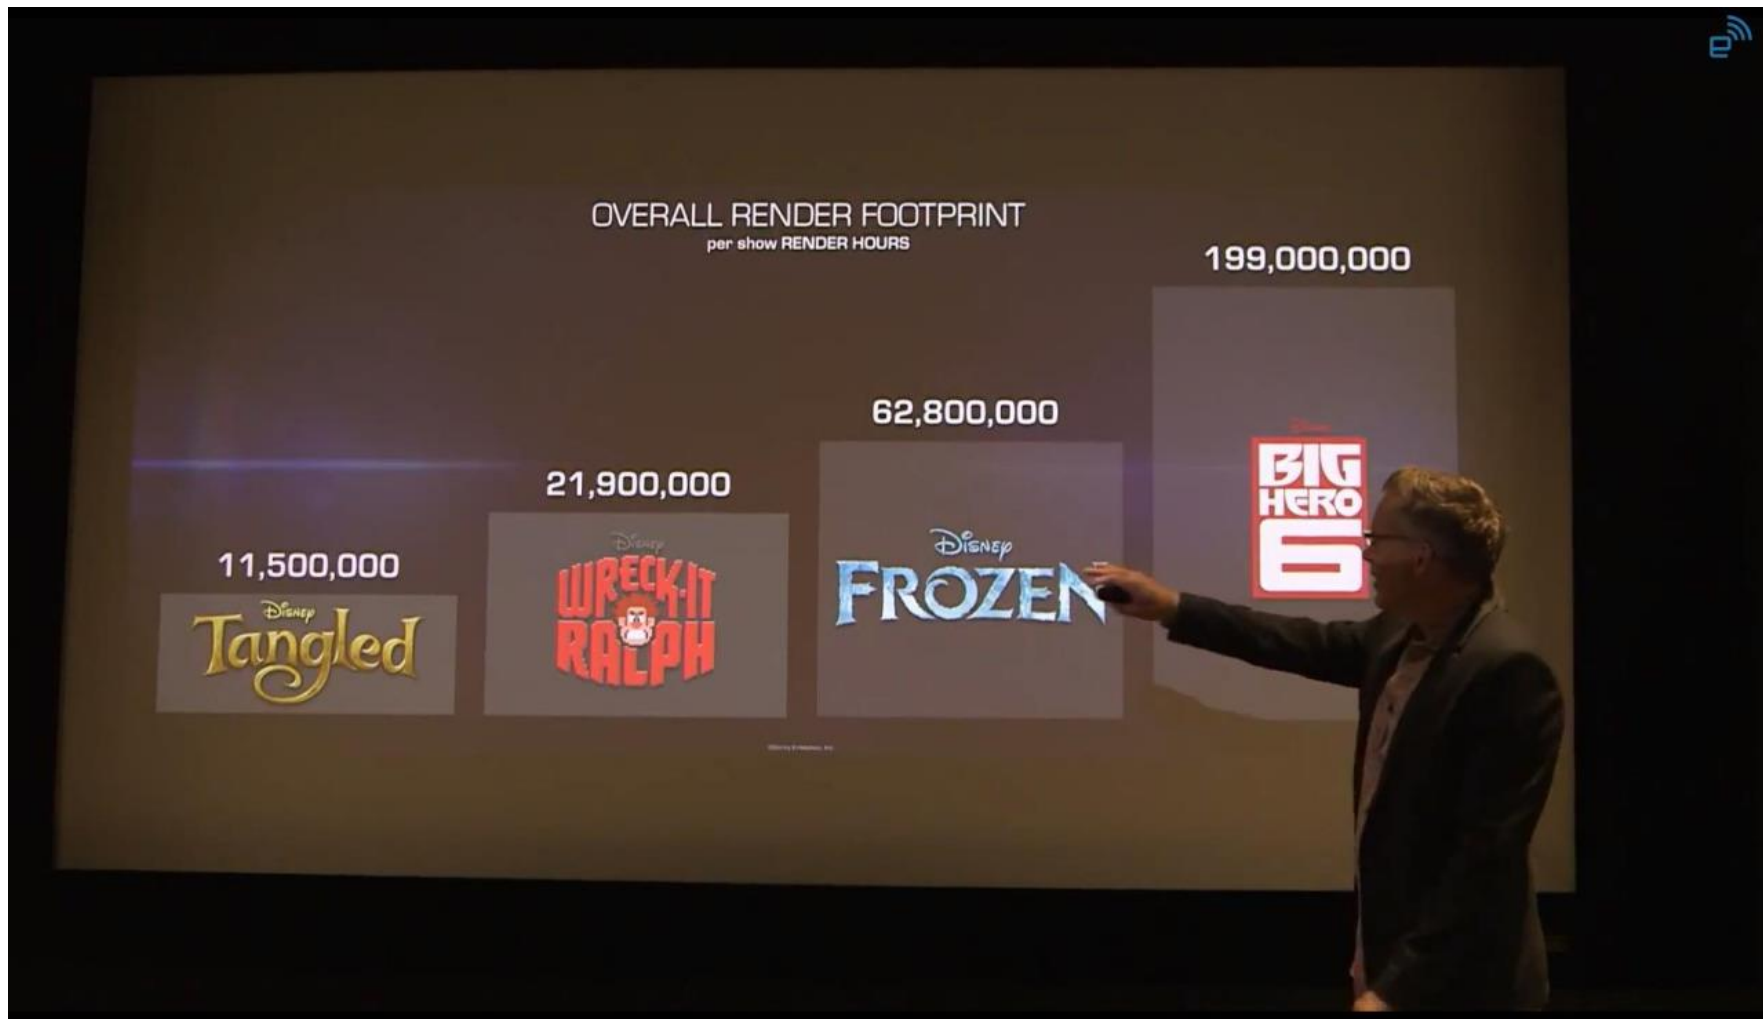 OVERALL RENDER FOOTPRINT
per show RENDER HOURS
11,500,000
Disney
Tangled
21,900,000
Disney
WRECK-IT
RALPH
62,800,000
Disney
FROZEN
199,000,000
Disney
BIG
HERO
6